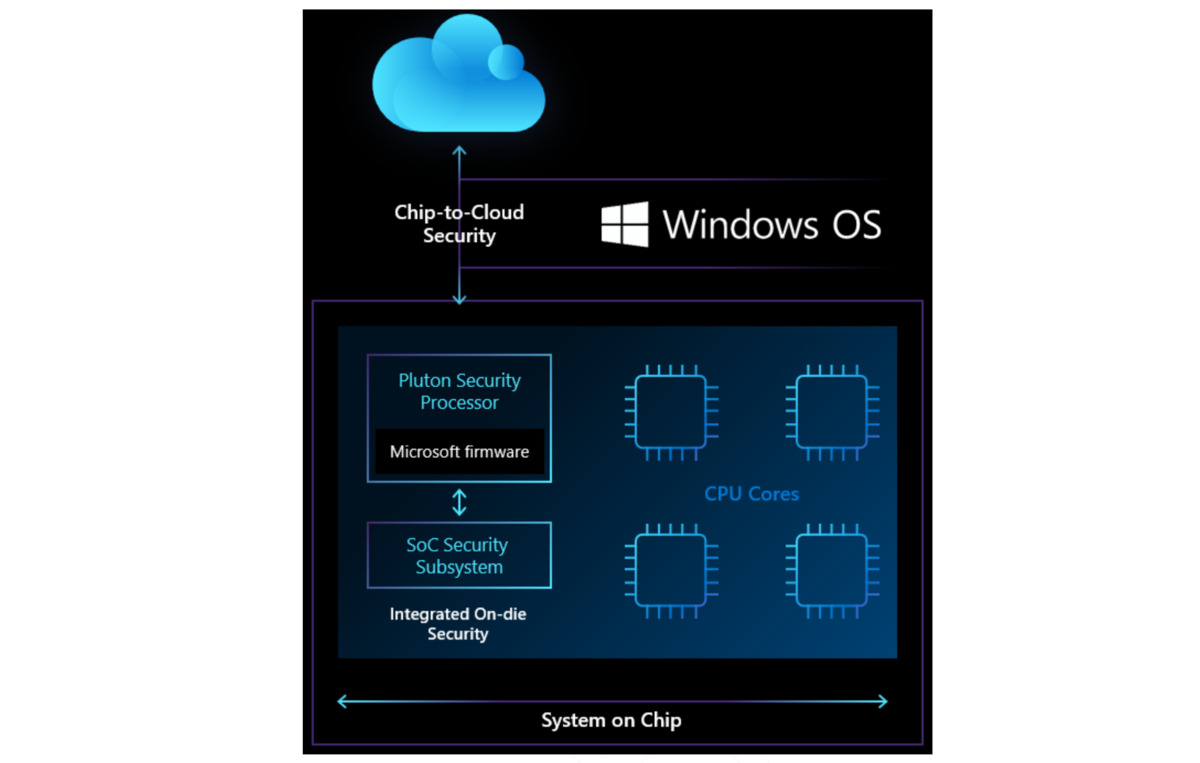 Chip-to-Cloud
Security
Windows OS
Pluton Security
Processor
Microsoft firmware
SoC Security
Subsystem
Integrated On-die
Security
CPU Cores
System on Chip